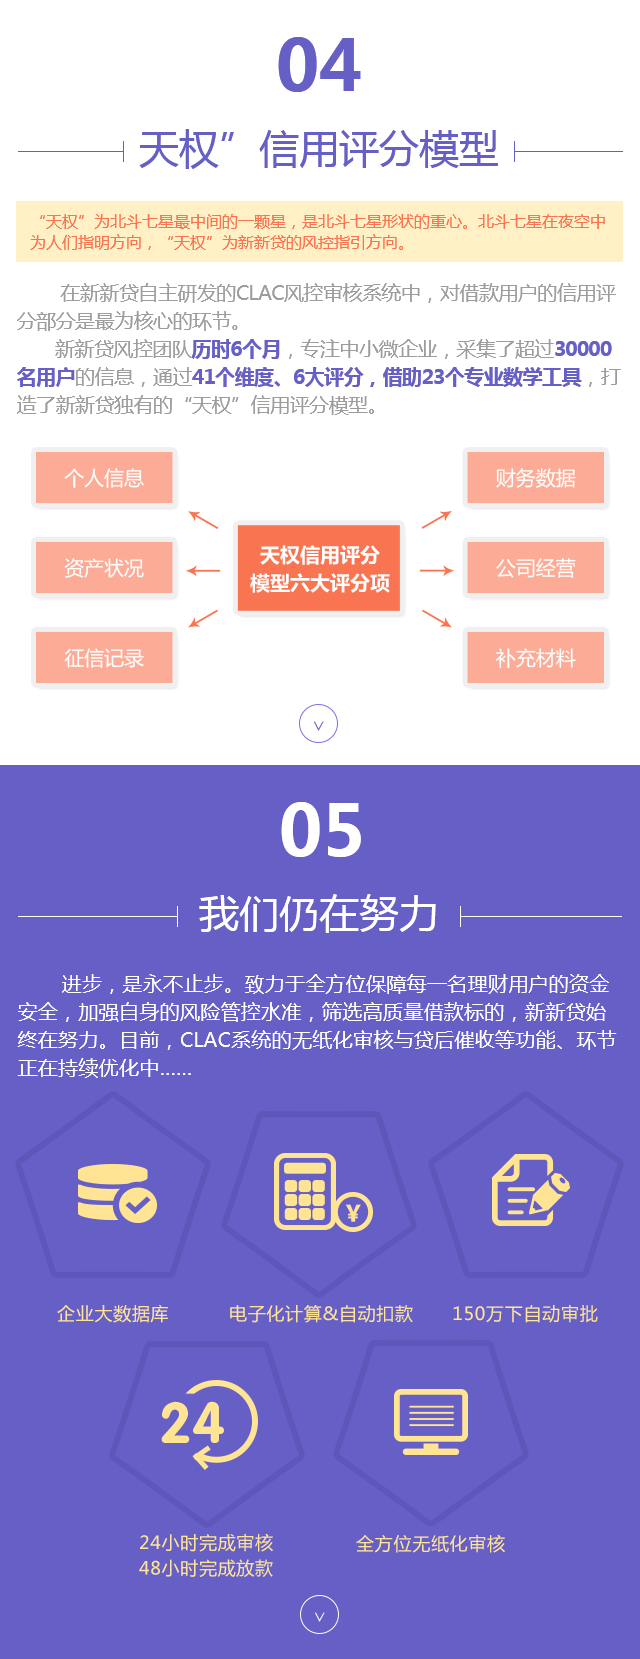 04
天权”信用评分模型
“天权”为北斗七星最中间的一颗星，是北斗七星形状的重心。北斗七星在夜空中
为人们指明方向，“天权”为新新贷的风控指引方向。
在新新贷自主研发的CLAC风控审核系统中，对借款用户的信用评
分部分是最为核心的环节。
新新贷风控团队历时6个月，专注中小微企业，采集了超过30000
名用户的信息，通过41个维度、6大评分，借助23个专业数学工具，打
造了新新贷独有的“天权”信用评分模型。
个人信息
财务数据
天权信用评分
模型六大评分项
资产状况
公司经营
征信记录
补充材料
05
我们仍在努力
进步，是永不止步。致力于全方位保障每一名理财用户的资金
安全，加强自身的风险管控水准，筛选高质量借款标的，新新贷始
终在努力。目前，CLAC系统的无纸化审核与贷后催收等功能、环节
正在持续优化中......
¥
企业大数据库
电子化计算&自动扣款
150万下自动审批
24
24小时完成审核
48小时完成放款
全方位无纸化审核